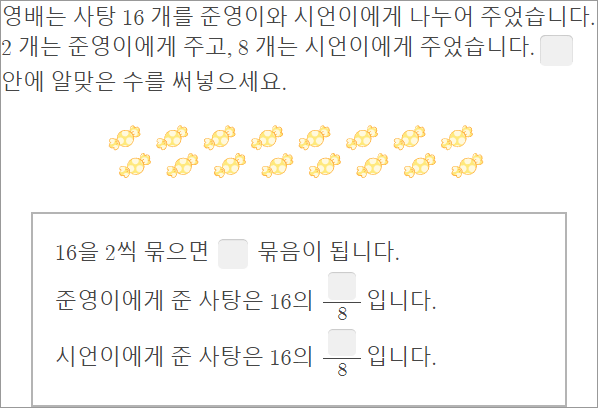 영배는 사탕 16 개를 준영이와 시언이에게 나누어 주었습니다.
2 개는 준영이에게 주고, 8 개는 시언이에게 주었습니다.
안에 알맞은 수를 써넣으세요.
16을 2씩 묶으면 묶음이 됩니다.
준영이에게 준 사탕은 16의 /8 입니다.
시언이에게 준 사탕은 16의 /8 입니다.